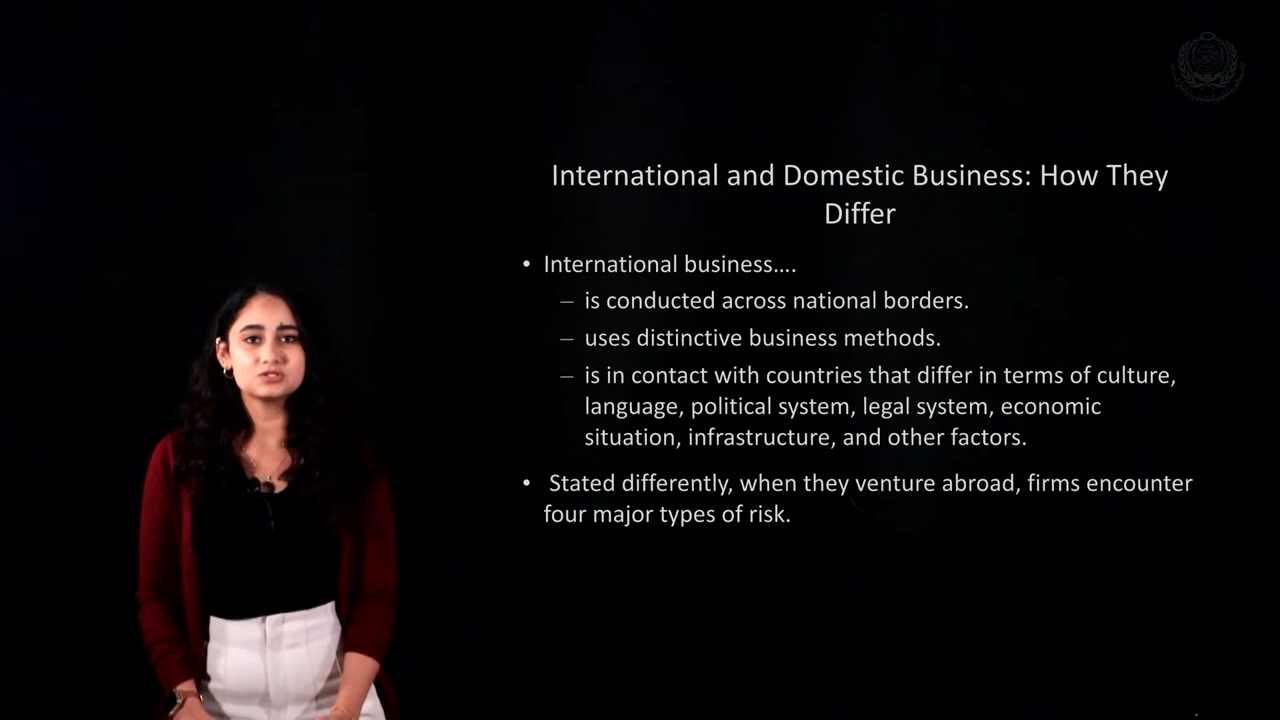 International and Domestic Business: How They
Differ
• International business….
– is conducted across national borders.
– uses distinctive business methods.
– is in contact with countries that differ in terms of culture,
language, political system, legal system, economic
situation, infrastructure, and other factors.
• Stated differently, when they venture abroad, firms encounter
four major types of risk.